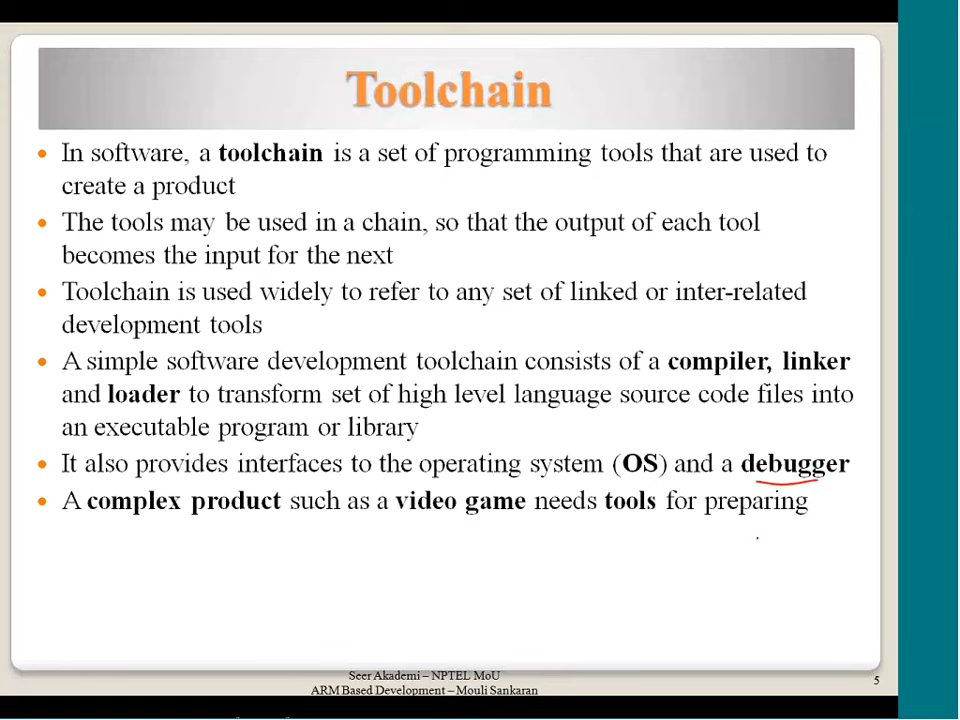 Toolchain
• In software, a toolchain is a set of programming tools that are used to
create a product
• The tools may be used in a chain, so that the output of each tool
becomes the input for the next
• Toolchain is used widely to refer to any set of linked or inter-related
development tools
• A simple software development toolchain consists of a compiler, linker
and loader to transform set of high level language source code files into
an executable program or library
• It also provides interfaces to the operating system (OS) and a debugger
• A complex product such as a video game needs tools for preparing
Seer Akademi – NPTEL MoU
ARM Based Development – Mouli Sankaran
5